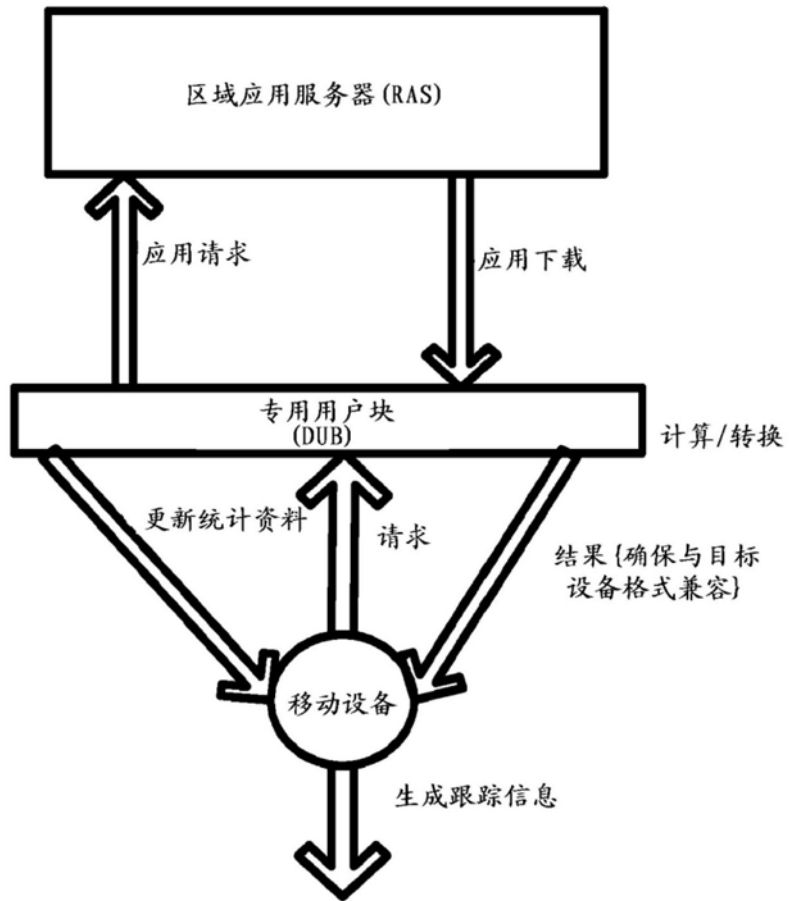 区域应用服务器(RAS)
应用请求
应用下载
专用用户块
(DUB)
计算/转换
更新统计资料
请求
结果{确保与目标
设备格式兼容}
移动设备
生成跟踪信息